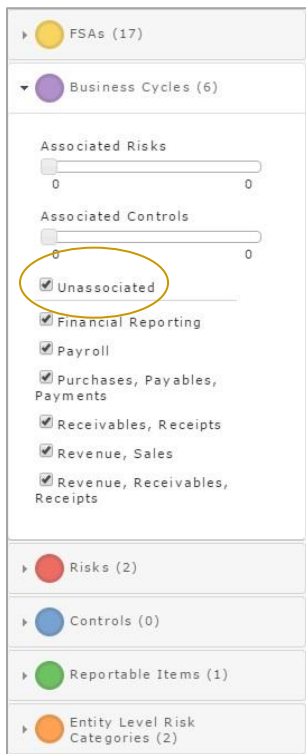 FSAs (17)
Business Cycles (6)
Associated Risks
0 0
Associated Controls
0 0
Unassociated
Financial Reporting
Payroll
Purchases, Payables,
Payments
Receivables, Receipts
Revenue, Sales
Revenue, Receivables,
Receipts
Risks (2)
Controls (0)
Reportable Items (1)
Entity Level Risk
Categories (2)